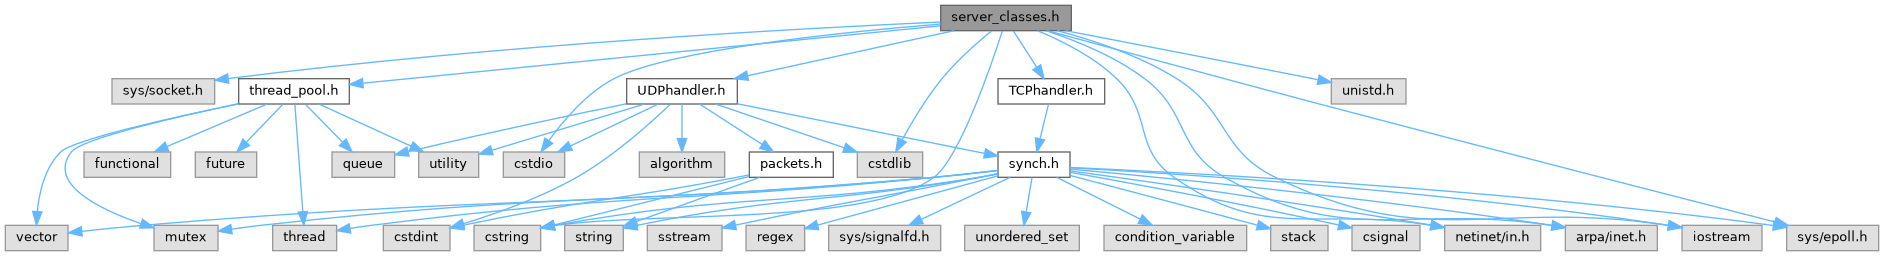 server_classes.h
sys/socket.h
thread_pool.h
UDPhandler.h
TCPhandler.h
unistd.h
functional
future
queue
utility
cstdio
algorithm
packets.h
cstdlib
synch.h
vector
mutex
thread
cstdint
cstring
string
sstream
regex
sys/signalfd.h
unordered_set
condition_variable
stack
csignal
netinet/in.h
arpa/inet.h
iostream
sys/epoll.h